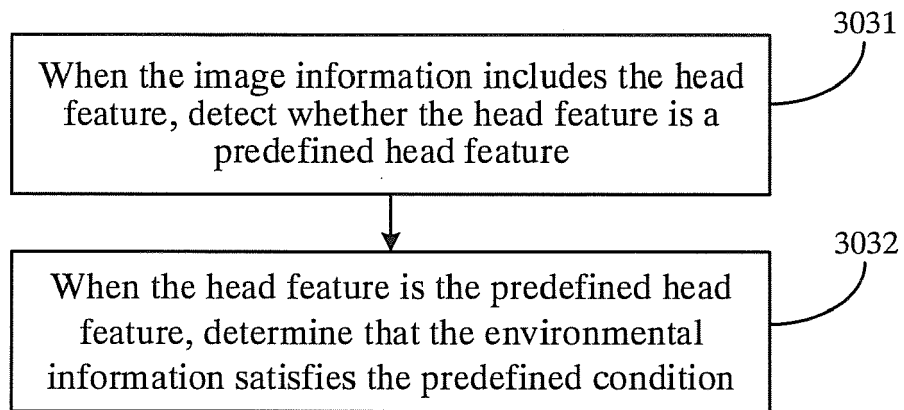 3031
When the image information includes the head
feature, detect whether the head feature is a
predefined head feature
3032
When the head feature is the predefined head
feature, determine that the environmental
information satisfies the predefined condition